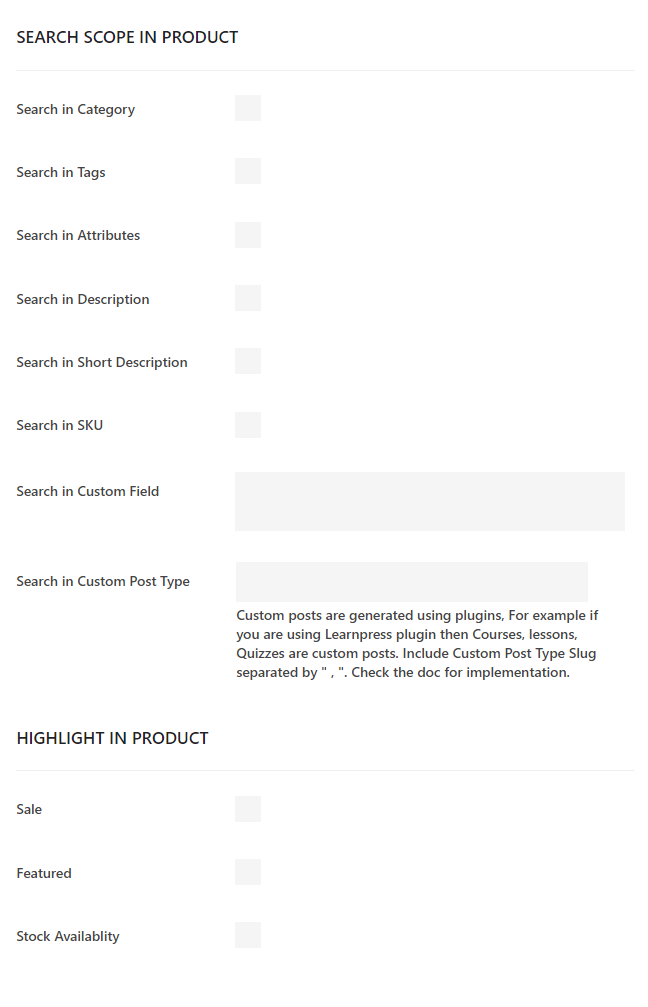 SEARCH SCOPE IN PRODUCT
Search in Category
Search in Tags
Search in Attributes
Search in Description
Search in Short Description
Search in SKU
Search in Custom Field
Search in Custom Post Type
Custom posts are generated using plugins, For example if
you are using Learnpress plugin then Courses, lessons,
Quizzes are custom posts. Include Custom Post Type Slug
separated by " , ". Check the doc for implementation.
HIGHLIGHT IN PRODUCT
Sale
Featured
Stock Availablity